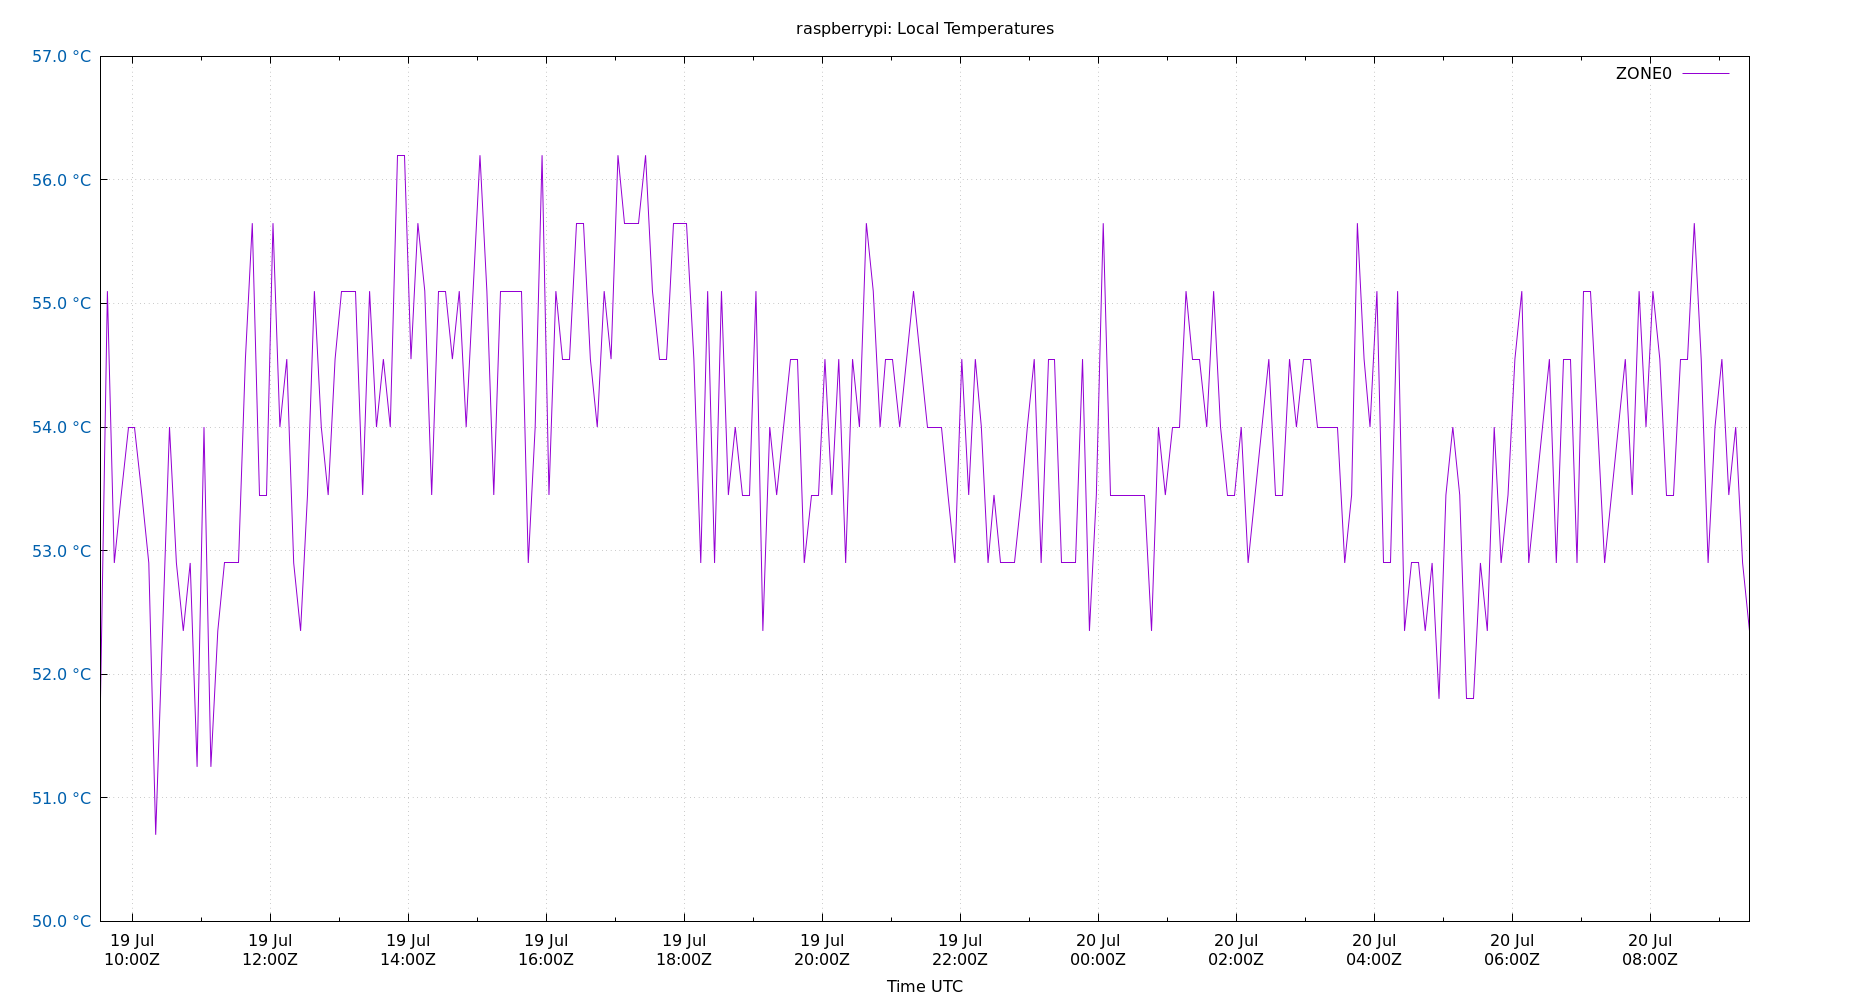 raspberrypi: Local Temperatures
57.0 °C
ZONE0
56.0 °C
55.0 °C
54.0 °C
53.0 °C
52.0 °C
51.0 °C
50.0 °C
19 Jul 19 Jul 19 Jul 19 Jul 19 Jul 19 Jul 19 Jul 20 Jul 20 Jul 20 Jul 20 Jul 20 Jul
10:00Z 12:00Z 14:00Z 16:00Z 18:00Z 20:00Z 22:00Z 00:00Z 02:00Z 04:00Z 06:00Z 08:00Z
Time UTC